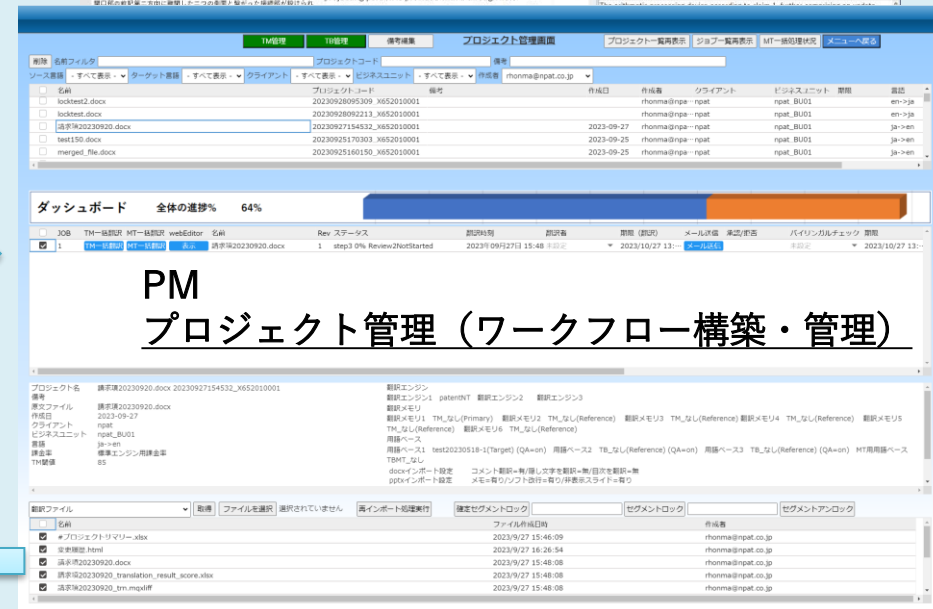 TM管理 TB管理 備考編集 プロジェクト管理画面 プロジェクト一覧再表示 ジョブ一覧再表示 MT一括処理状況 メニューへ戻る
削除 名前フィルタ プロジェクトコード 備考
ソース言語 - すべて表示 - ターゲット言語 - すべて表示 - クライアント - すべて表示 - ビジネスユニット - すべて表示 - 作成者 rhonma@npat.co.jp
名前 プロジェクトコード 備考 作成日 作成者 クライアント ビジネスユニット 期限 言語
locktest2.docx 20230928095309_X652010001 rhonma@npa… npat npat_BU01 en->ja
locktest.docx 20230928092213_X652010001 rhonma@npa… npat npat_BU01 en->ja
請求項20230920.docx 20230927154532_X652010001 2023-09-27 rhonma@npa… npat npat_BU01 ja->en
test150.docx 20230925170303_X652010001 2023-09-25 rhonma@npa… npat npat_BU01 ja->en
merged_file.docx 20230925160150_X652010001 2023-09-25 rhonma@npa… npat npat_BU01 ja->en
ダッシュボード 全体の進捗% 64%
JOB TM一括翻訳 MT一括翻訳 webEditor 名前 Rev ステータス 翻訳時刻 翻訳者 期限 (翻訳) メール送信 承認/拒否 バイリンガルチェック 期限
1 TM一括翻訳 MT一括翻訳 表示 請求項20230920.docx 1 step3 0% Review2NotStarted 2023年09月27日 15:48 未設定 2023/10/27 13:… メール送信 未設定 2023/10/27 13:…
PM
プロジェクト管理（ワークフロー構築・管理）
プロジェクト名 請求項20230920.docx 20230927154532_X652010001
備考
原文ファイル 請求項20230920.docx
作成日 2023-09-27
クライアント npat
ビジネスユニット npat_BU01
言語 ja->en
課金率 標準エンジン用課金率
TM閾値 85
翻訳エンジン
翻訳エンジン1 patentNT 翻訳エンジン2 翻訳エンジン3
翻訳メモリ
翻訳メモリ1 TM_なし(Primary) 翻訳メモリ2 TM_なし(Reference) 翻訳メモリ3 TM_なし(Reference) 翻訳メモリ4 TM_なし(Reference) 翻訳メモリ5
TM_なし(Reference) 翻訳メモリ6 TM_なし(Reference)
用語ベース
用語ベース1 test20230518-1(Target) (QA=on) 用語ベース2 TB_なし(Reference) (QA=on) 用語ベース3 TB_なし(Reference) (QA=on) MT用用語ベース
TBMT_なし
docxインポート設定 コメント翻訳=有/隠し文字を翻訳=無/目次を翻訳=無
pptxインポート設定 メモ=有り/ソフト改行=有り/非表示スライド=有り
翻訳ファイル 取得 ファイルを選択 選択されていません 再インポート処理実行 確定セグメントロック セグメントロック セグメントアンロック
名前 ファイル作成日時 作成者
#プロジェクトサマリー.xlsx 2023/9/27 15:46:09 rhonma@npat.co.jp
変更履歴.html 2023/9/27 16:26:54 rhonma@npat.co.jp
請求項20230920.docx 2023/9/27 15:48:08 rhonma@npat.co.jp
請求項20230920_translation_result_score.xlsx 2023/9/27 15:48:08 rhonma@npat.co.jp
請求項20230920_trn.mqxliff 2023/9/27 15:48:08 rhonma@npat.co.jp